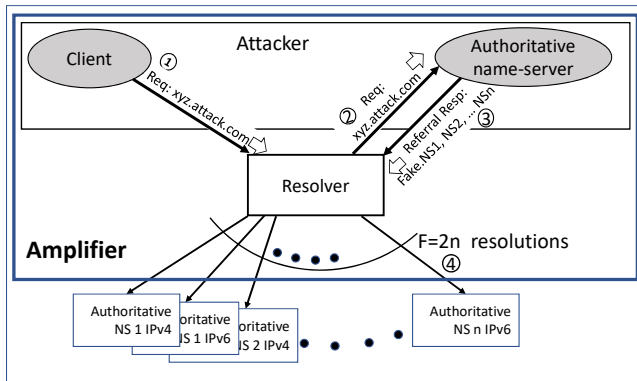 Attacker
Client
①
Req: xyz.attack.com
② Req:
xyz.attack.com
Authoritative
name-server
Referral Resp:
Fake.NS1, NS2, ... NSn
③
Resolver
Amplifier
F=2n resolutions
④
Authoritative
NS 1 IPv4
oritative
NS 1 IPv6
Authoritative
NS 2 IPv4
Authoritative
NS n IPv6